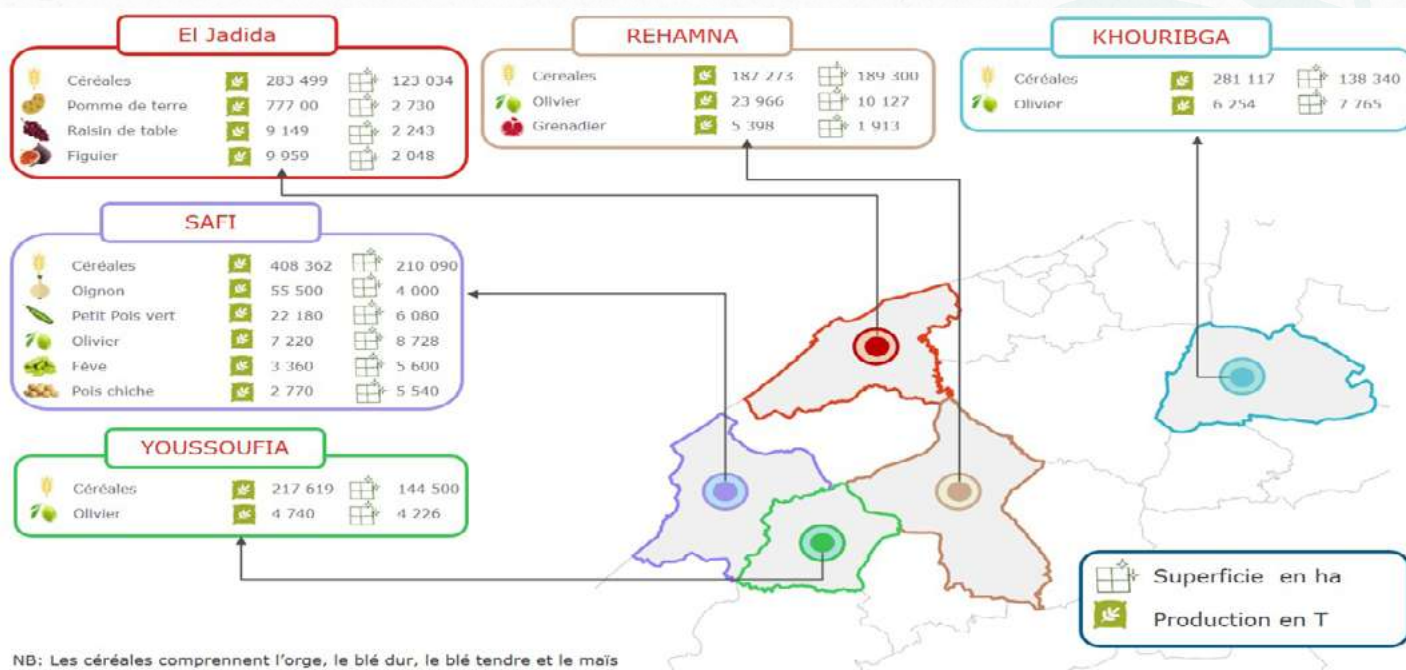 El Jadida
Céréales 283 499 123 034
Pomme de terre 777 00 2 730
Raisin de table 9 149 2 243
Figuier 9 959 2 048
REHAMNA
Céréales 187 273 189 300
Olivier 23 966 10 127
Grenadier 5 398 1 913
KHOURIBGA
Céréales 281 117 138 340
Olivier 6 254 7 765
SAFI
Céréales 408 362 210 090
Oignon 55 500 4 000
Petit Pois vert 22 180 6 080
Olivier 7 220 8 728
Fève 3 360 5 600
Pois chiche 2 770 5 540
YOUSSOUFIA
Céréales 217 619 144 500
Olivier 4 740 4 226
Superficie en ha
Production en T
NB: Les céréales comprennent l'orge, le blé dur, le blé tendre et le maïs